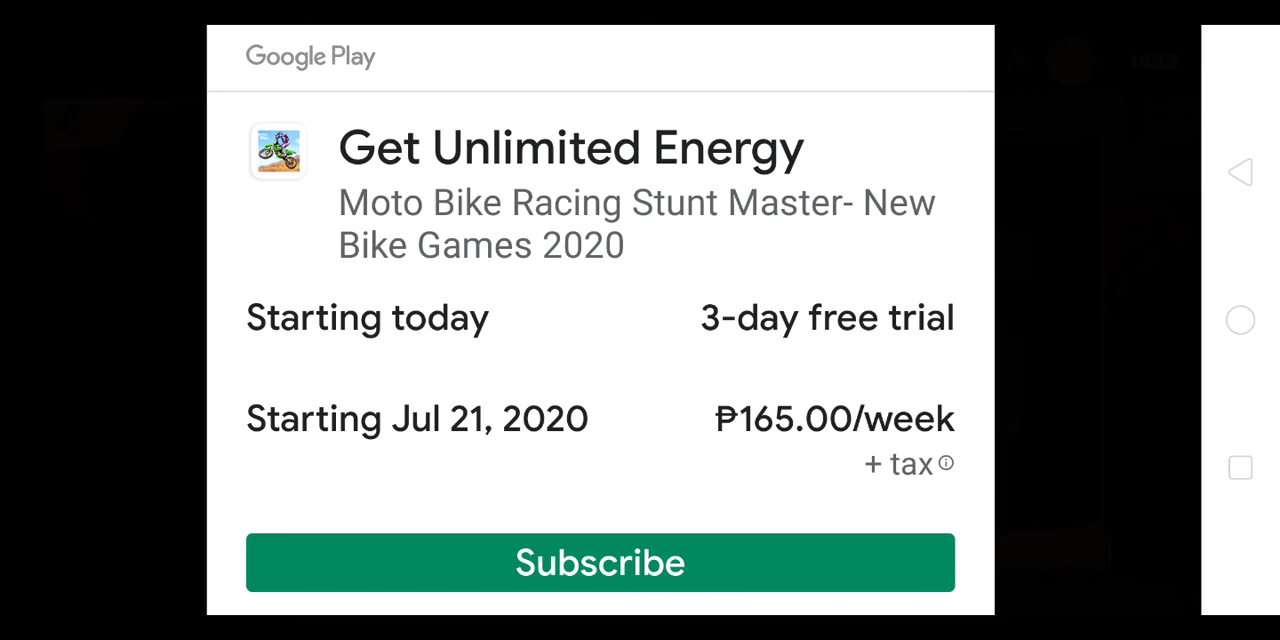 Google Play
Get Unlimited Energy
Moto Bike Racing Stunt Master- New
Bike Games 2020
Starting today
3-day free trial
Starting Jul 21, 2020
₱165.00/week
+ tax
Subscribe